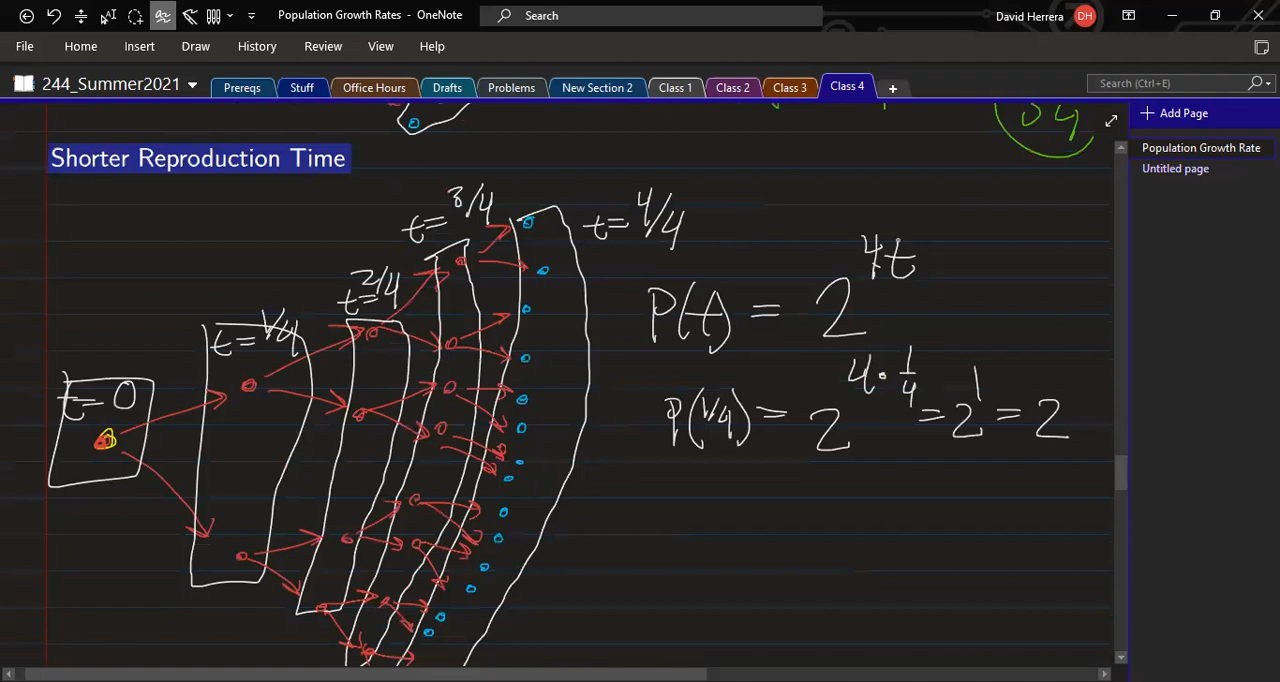 Population Growth Rates - OneNote
Search
David Herrera
DH
File Home Insert Draw History Review View Help
244_Summer2021
Prereqs Stuff Office Hours Drafts Problems New Section 2 Class 1 Class 2 Class 3 Class 4
Search (Ctrl+E)
Add Page
Population Growth Rate
Untitled page
Shorter Reproduction Time
t=0
t=1/4
t=2/4
t=3/4
t=4/4
P(t) = 2^4t
P(1/4) = 2^4·1/4 = 2^1 = 2